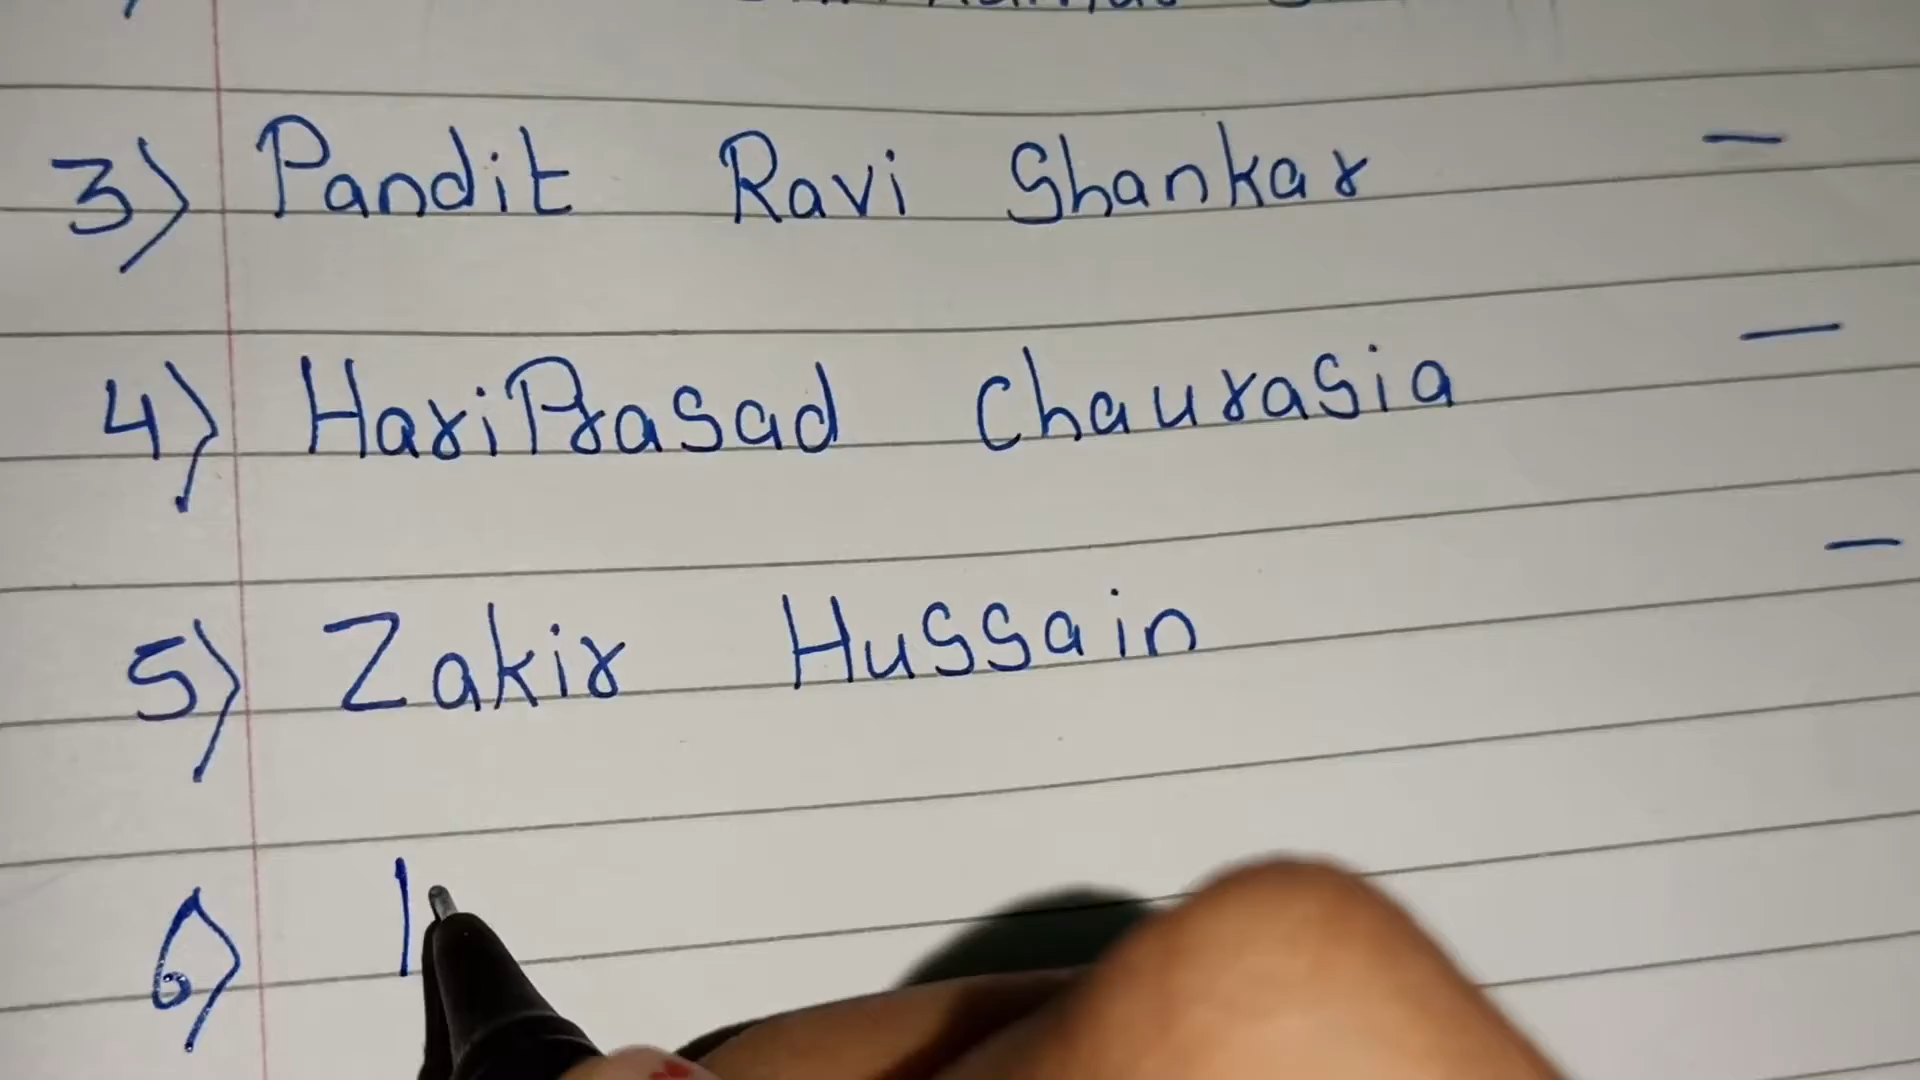 3) Pandit Ravi Shankar –
4) HariPrasad Chaurasia –
5) Zakir Hussain –
6)